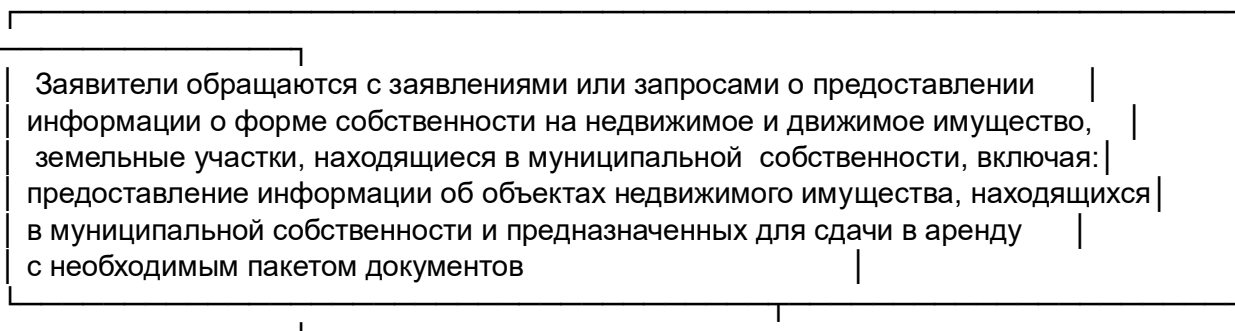 Заявители обращаются с заявлениями или запросами о предоставлении
информации о форме собственности на недвижимое и движимое имущество,
земельные участки, находящиеся в муниципальной собственности, включая:
предоставление информации об объектах недвижимого имущества, находящихся
в муниципальной собственности и предназначенных для сдачи в аренду
с необходимым пакетом документов